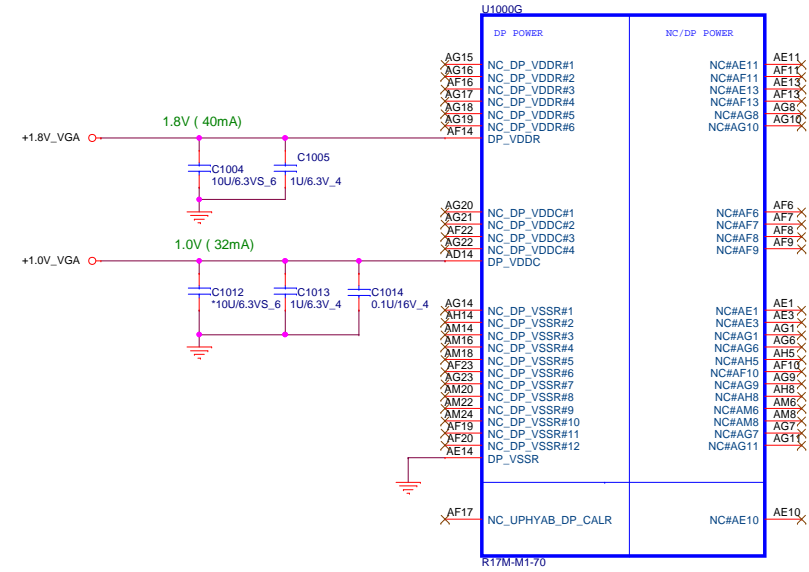 U1000G
DP POWER
NC/DP POWER
AG15 NC_DP_VDDR#1 NC#AE11 AE11
AG16 NC_DP_VDDR#2 NC#AF11 AF11
AF16 NC_DP_VDDR#3 NC#AE13 AE13
AG17 NC_DP_VDDR#4 NC#AF13 AF13
AG18 NC_DP_VDDR#5 NC#AG8 AG8
AG19 NC_DP_VDDR#6 NC#AG10 AG10
1.8V ( 40mA)
+1.8V_VGA
AF14 DP_VDDR
C1004
10U/6.3VS_6
C1005
1U/6.3V_4
AG20 NC_DP_VDDC#1 NC#AF6 AF6
AG21 NC_DP_VDDC#2 NC#AF7 AF7
AF22 NC_DP_VDDC#3 NC#AF8 AF8
AG22 NC_DP_VDDC#4 NC#AF9 AF9
1.0V ( 32mA)
+1.0V_VGA
AD14 DP_VDDC
C1012
*10U/6.3VS_6
C1013
1U/6.3V_4
C1014
0.1U/16V_4
AG14 NC_DP_VSSR#1 NC#AE1 AE1
AH14 NC_DP_VSSR#2 NC#AE3 AE3
AM14 NC_DP_VSSR#3 NC#AG1 AG1
AM16 NC_DP_VSSR#4 NC#AG6 AG6
AM18 NC_DP_VSSR#5 NC#AH5 AH5
AF23 NC_DP_VSSR#6 NC#AF10 AF10
AG23 NC_DP_VSSR#7 NC#AG9 AG9
AM20 NC_DP_VSSR#8 NC#AH8 AH8
AM22 NC_DP_VSSR#9 NC#AM6 AM6
AM24 NC_DP_VSSR#10 NC#AM8 AM8
AF19 NC_DP_VSSR#11 NC#AG7 AG7
AF20 NC_DP_VSSR#12 NC#AG11 AG11
AE14 DP_VSSR
AF17 NC_UPHYAB_DP_CALR NC#AE10 AE10
R17M-M1-70